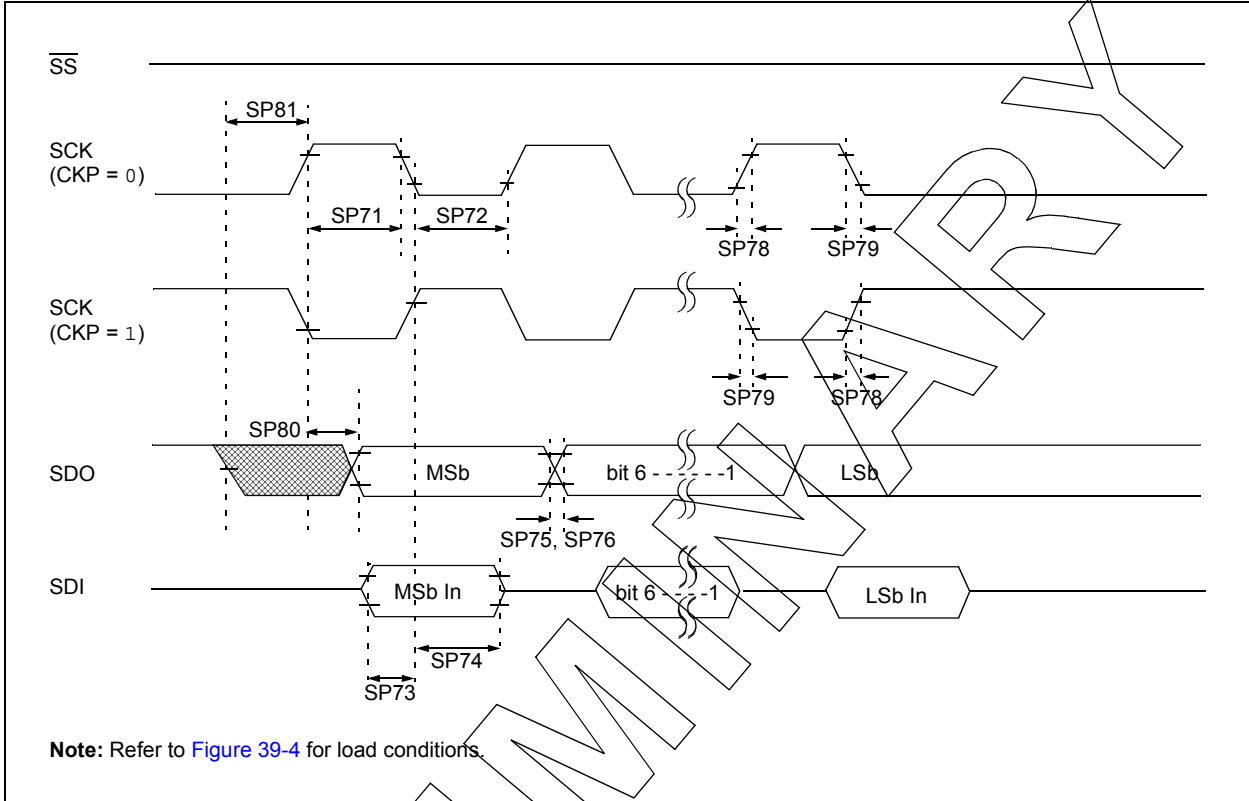 SS
SP81
SCK
(CKP = 0)
SP71
SP72
SP78
SP79
SCK
(CKP = 1)
SP79
SP78
SP80
SDO
MSb
bit 6 - - - - - -1
LSb
SP75, SP76
SDI
MSb In
bit 6 - - - - -1
LSb In
SP74
SP73
Note: Refer to Figure 39-4 for load conditions.